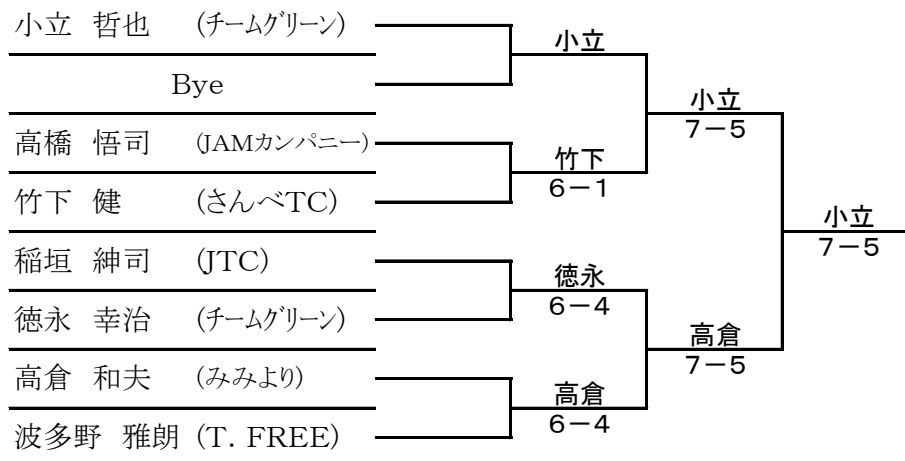 小立 哲也 (チームグリーン)
Bye
高橋 悟司 (JAMカンパニー)
竹下 健 (さんべTC)
稲垣 紳司 (JTC)
徳永 幸治 (チームグリーン)
高倉 和夫 (みみより)
波多野 雅朗 (T. FREE)
小立
竹下
6-1
徳永
6-4
高倉
6-4
小立
7-5
高倉
7-5
小立
7-5